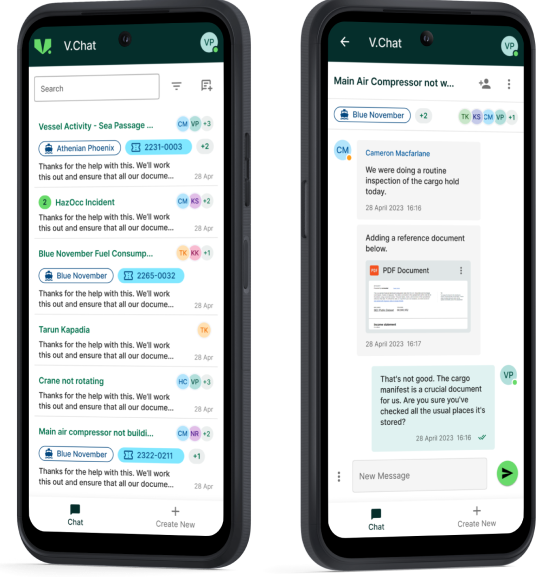 V.Chat
VP
Search
Vessel Activity - Sea Passage ...
CM VP +3
Athenian Phoenix
2231-0003
+2
Thanks for the help with this. We'll work
this out and ensure that all our docume...
28 Apr
2
HazOcc Incident
CM KS +2
Thanks for the help with this. We'll work
this out and ensure that all our docume...
28 Apr
Blue November Fuel Consump...
TK KK +1
Blue November
2265-0032
Thanks for the help with this. We'll work
this out and ensure that all our docume...
28 Apr
Tarun Kapadia
TK
Thanks for the help with this. We'll work
this out and ensure that all our docume...
28 Apr
Crane not rotating
HC VP +3
Thanks for the help with this. We'll work
this out and ensure that all our docume...
28 Apr
Main air compressor not buildi...
CM NR +2
Blue November
2322-0211
+1
Thanks for the help with this. We'll work
this out and ensure that all our docume...
28 Apr
Chat
Create New
V.Chat
VP
Main Air Compressor not w...
Blue November
+2
TK KS CM VP +1
CM
Cameron Macfarlane
We were doing a routine
inspection of the cargo hold
today.
28 April 2023 16:16
Adding a reference document
below.
PDF
PDF Document
28 April 2023 16:17
VP
That's not good. The cargo
manifest is a crucial document
for us. Are you sure you've
checked all the usual places it's
stored?
28 April 2023 16:16
New Message
Chat
Create New